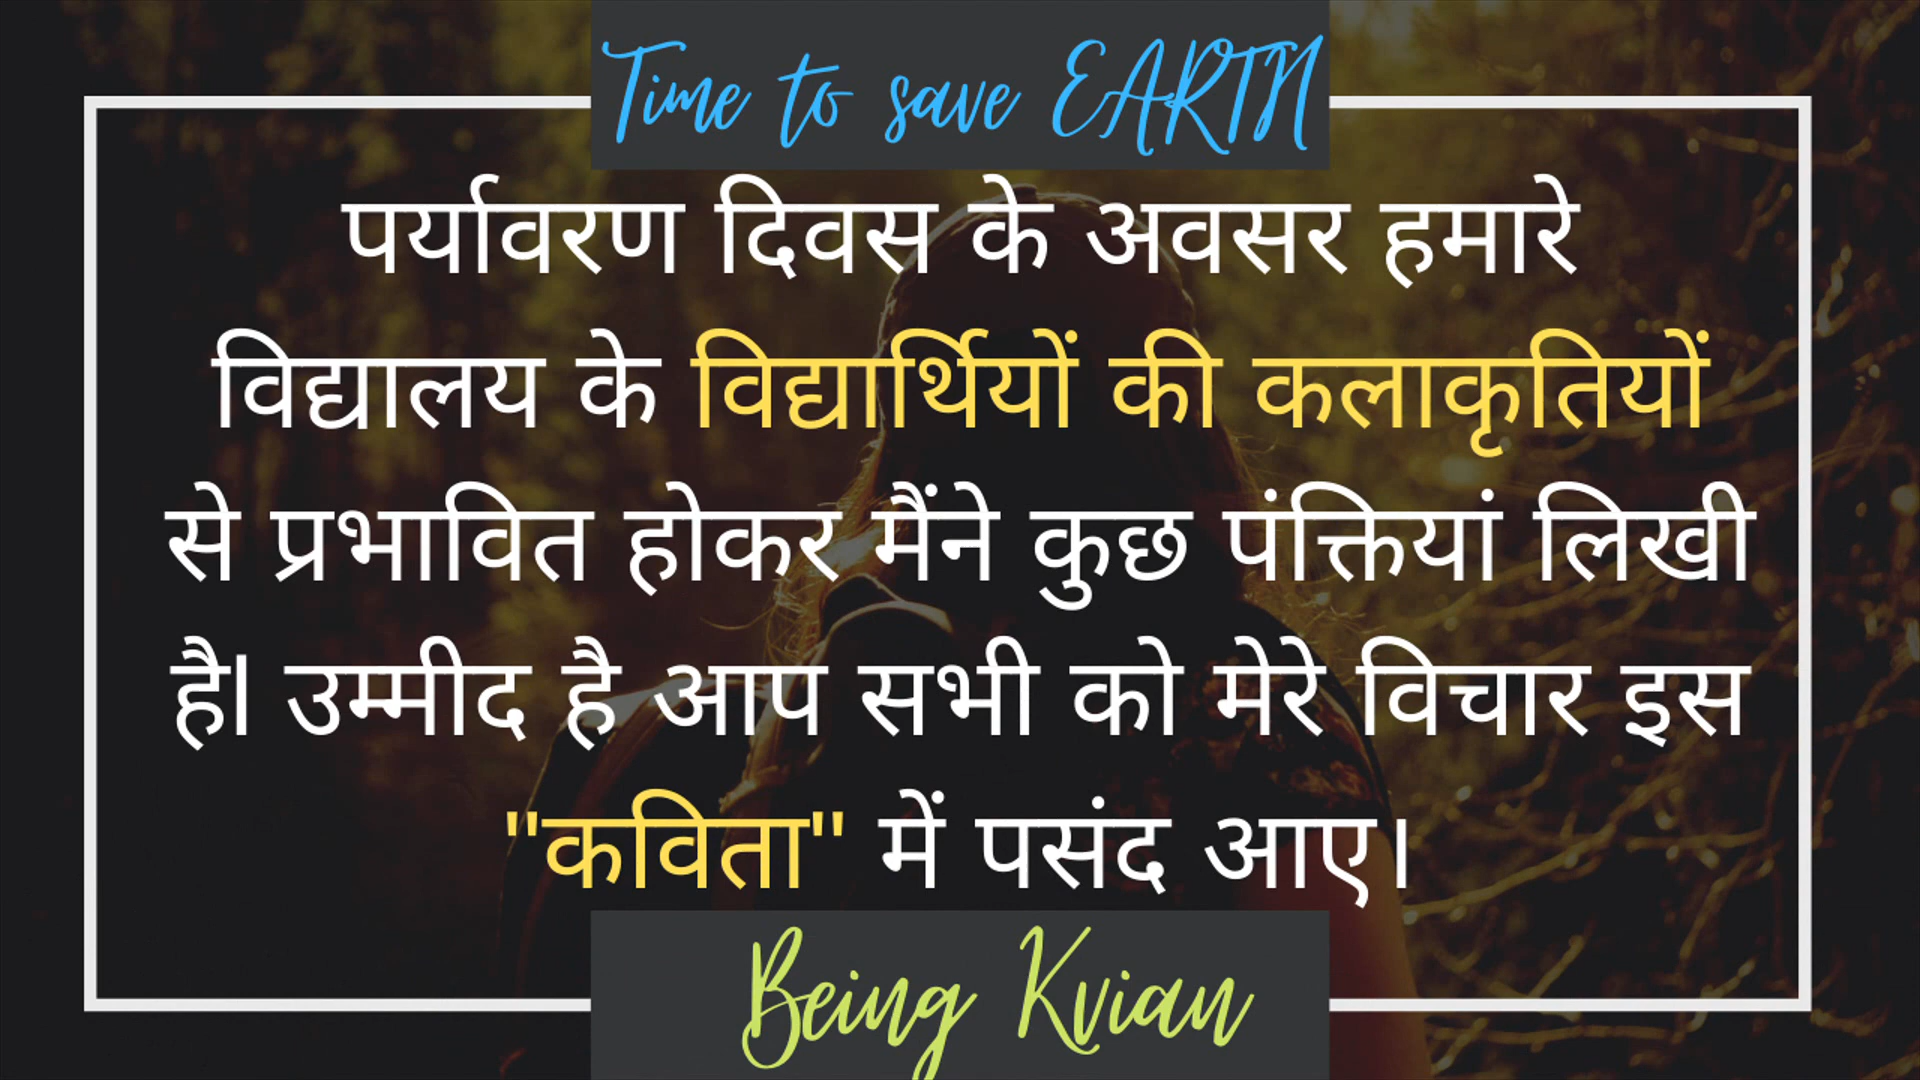 Time to save EARTH
पर्यावरण दिवस के अवसर हमारे
विद्यालय के विद्यार्थियों की कलाकृतियों
से प्रभावित होकर मैंने कुछ पंक्तियां लिखी
है। उम्मीद है आप सभी को मेरे विचार इस
"कविता" में पसंद आए।
Being Kvian